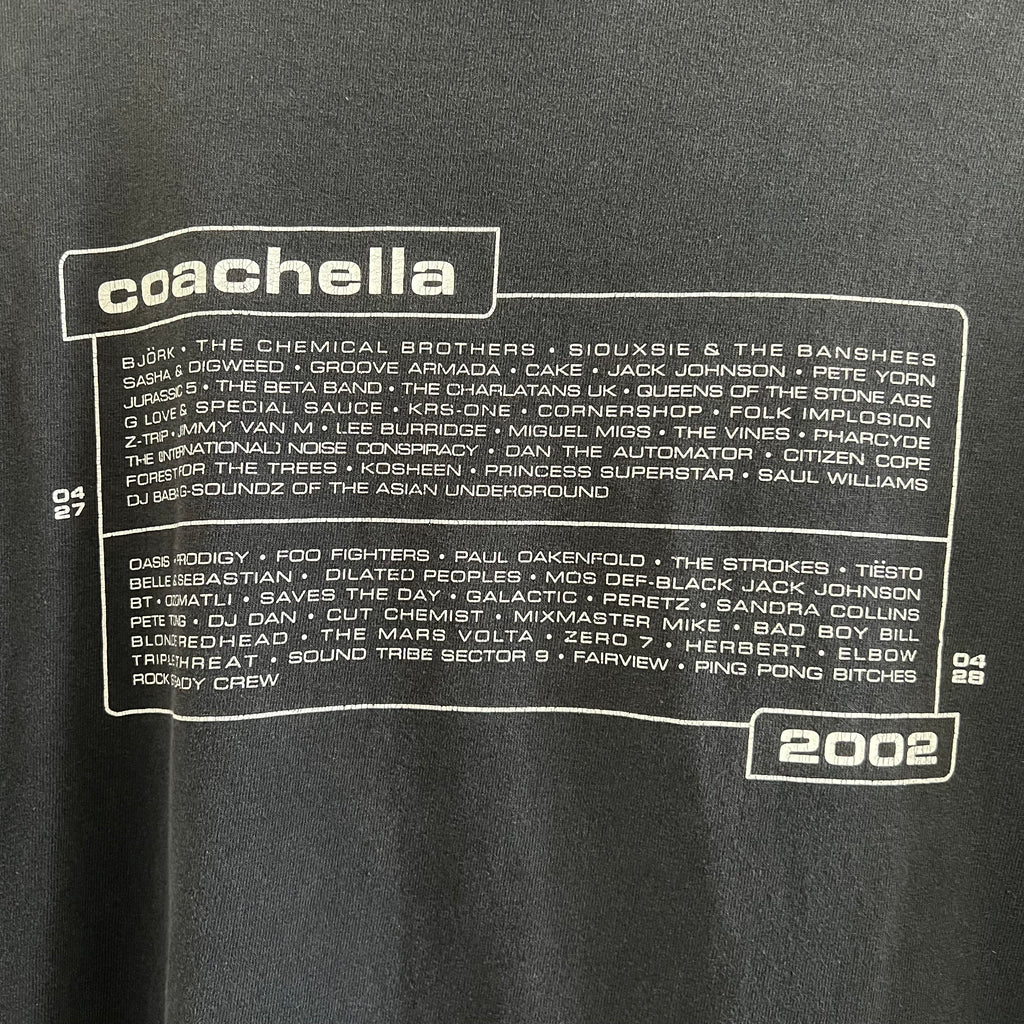 coachella
BJÖRK • THE CHEMICAL BROTHERS • SIOUXSIE & THE BANSHEES
SASHA & DIGWEED • GROOVE ARMADA • CAKE • JACK JOHNSON • PETE YORN
JURASSIC 5 • THE BETA BAND • THE CHARLATANS UK • QUEENS OF THE STONE AGE
G LOVE & SPECIAL SAUCE • KRS-ONE • CORNERSHOP • FOLK IMPLOSION
Z-TRIP • JIMMY VAN M • LEE BURRIDGE • MIGUEL MIGS • THE VINES • PHARCYDE
THE (INTERNATIONAL) NOISE CONSPIRACY • DAN THE AUTOMATOR • CITIZEN COPE
FOREST FOR THE TREES • KOSHEEN • PRINCESS SUPERSTAR • SAUL WILLIAMS
DJ G-SOUNDZ OF THE ASIAN UNDERGROUND
04
27
OASIS • PRODIGY • FOO FIGHTERS • PAUL OAKENFOLD • THE STROKES • TIËSTO
BELLE & SEBASTIAN • DILATED PEOPLES • MOS DEF-BLACK JACK JOHNSON
BT • OZOMATLI • SAVES THE DAY • GALACTIC • PERETZ • SANDRA COLLINS
PETE TONG • DJ DAN • CUT CHEMIST • MIXMASTER MIKE • BAD BOY BILL
BLONDE REDHEAD • THE MARS VOLTA • ZERO 7 • HERBERT • ELBOW
TRIPLE THREAT • SOUND TRIBE SECTOR 9 • FAIRVIEW • PING PONG BITCHES
ROCK STEADY CREW
04
28
2002